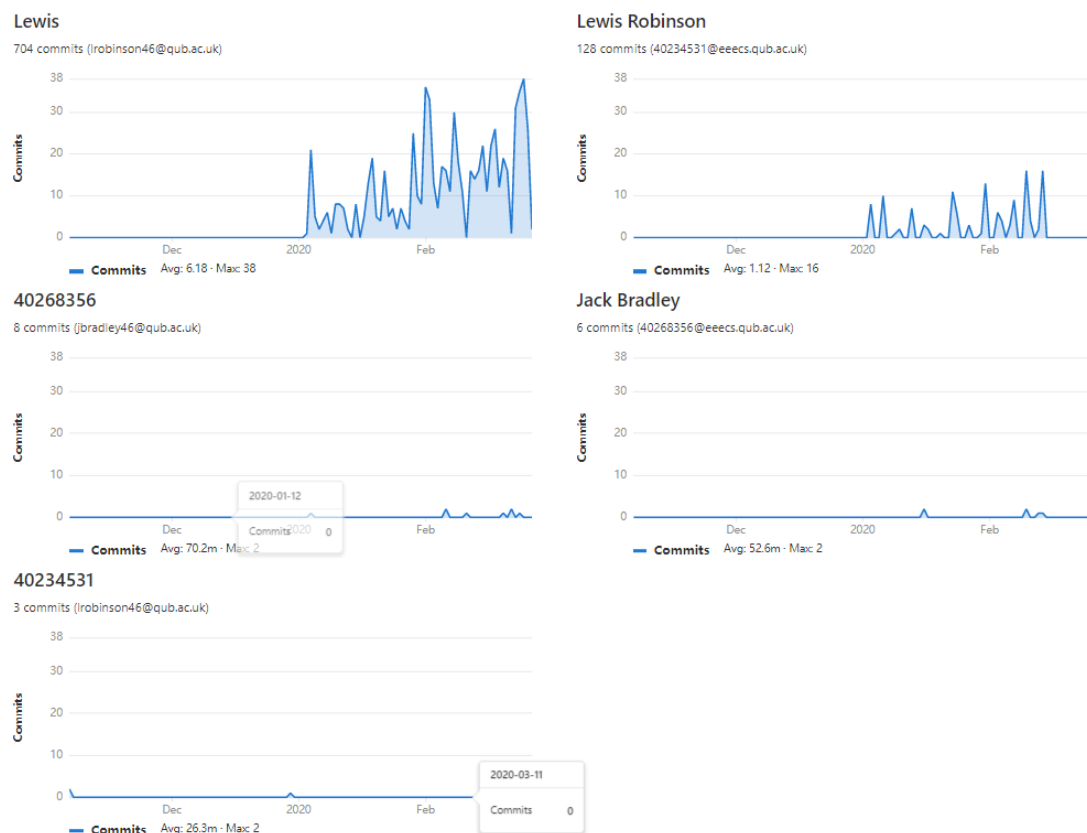 Lewis
704 commits (lrobinson46@qub.ac.uk)
38
30
20
10
0
Commits
Dec 2020 Feb
Commits Avg: 6.18 · Max: 38
Lewis Robinson
128 commits (40234531@eeecs.qub.ac.uk)
38
30
20
10
0
Commits
Dec 2020 Feb
Commits Avg: 1.12 · Max: 16
40268356
8 commits (jbradley46@qub.ac.uk)
38
30
20
10
0
Commits
2020-01-12
Commits 0
Dec 2020 Feb
Commits Avg: 70.2m · Max: 2
Jack Bradley
6 commits (40268356@eeecs.qub.ac.uk)
38
30
20
10
0
Commits
Dec 2020 Feb
Commits Avg: 52.6m · Max: 2
40234531
3 commits (lrobinson46@qub.ac.uk)
38
30
20
10
0
Commits
2020-03-11
Commits 0
Dec 2020 Feb
Commits Avg: 26.3m · Max: 2